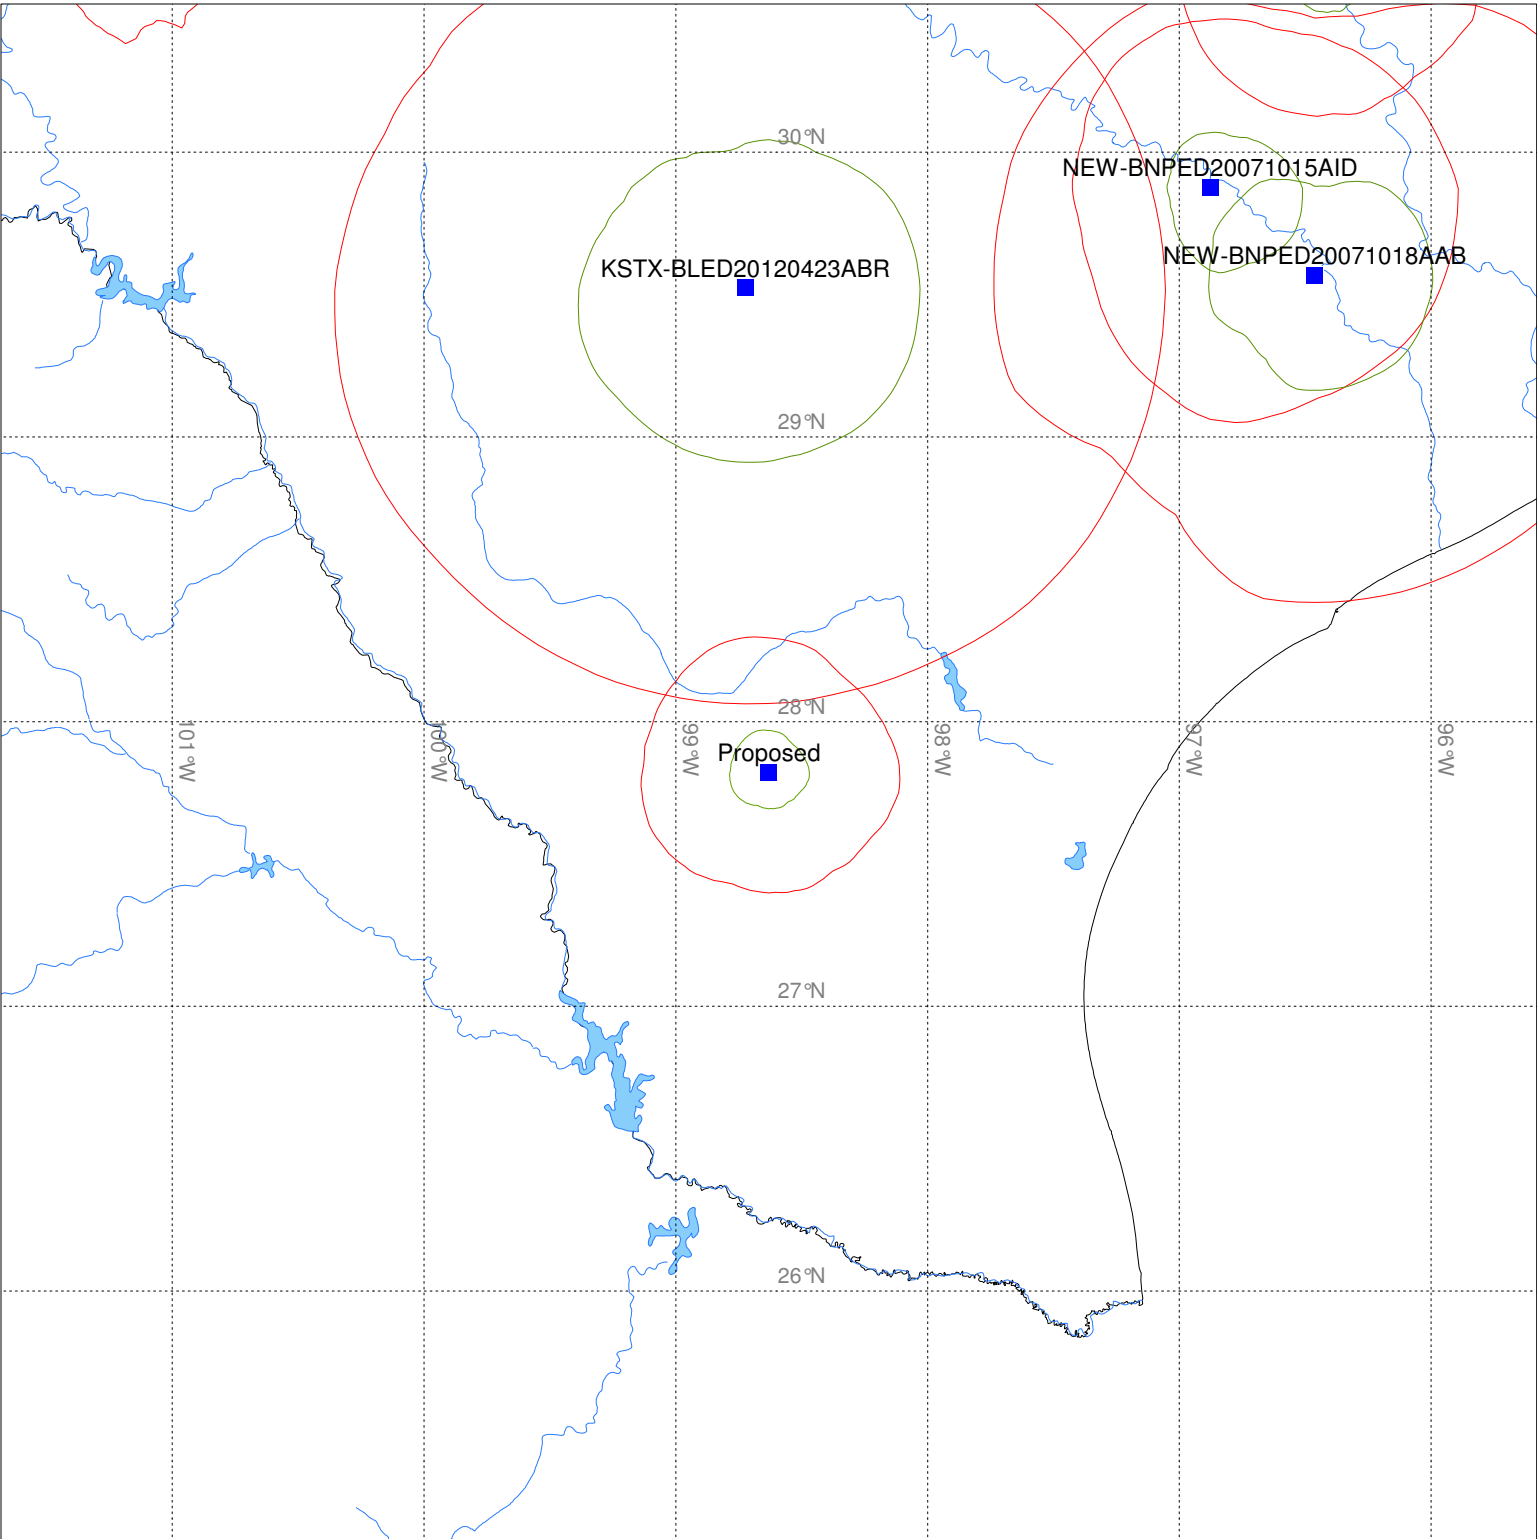 30°N
NEW-BNPED20071015AID
NEW-BNPED20071018AAB
KSTX-BLED20120423ABR
29°N
28°N
101°W
100°W
99°W
98°W
97°W
96°W
Proposed
27°N
26°N